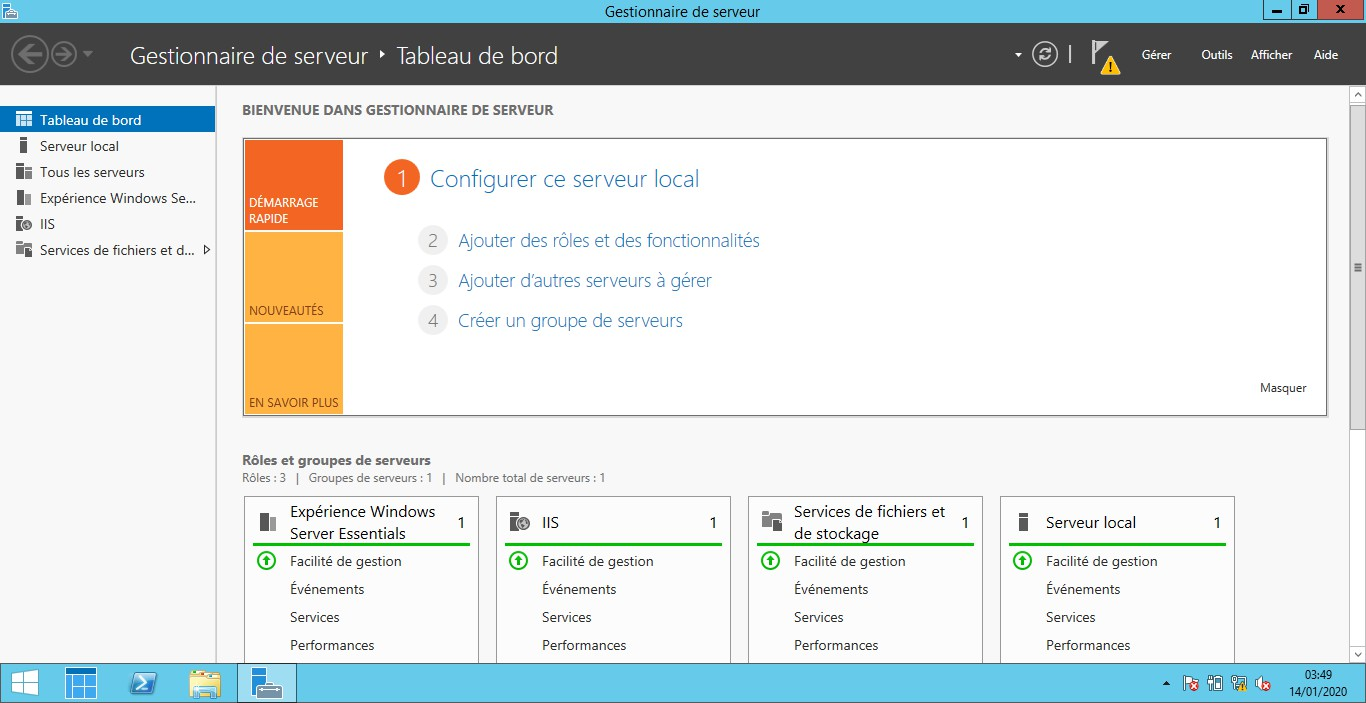 Gestionnaire de serveur
Gestionnaire de serveur ‣ Tableau de bord
Gérer Outils Afficher Aide
Tableau de bord
Serveur local
Tous les serveurs
Expérience Windows Se...
IIS
Services de fichiers et d...
BIENVENUE DANS GESTIONNAIRE DE SERVEUR
DÉMARRAGE
RAPIDE
NOUVEAUTÉS
EN SAVOIR PLUS
1 Configurer ce serveur local
2 Ajouter des rôles et des fonctionnalités
3 Ajouter d’autres serveurs à gérer
4 Créer un groupe de serveurs
Masquer
Rôles et groupes de serveurs
Rôles : 3 | Groupes de serveurs : 1 | Nombre total de serveurs : 1
Expérience Windows
Server Essentials 1
Facilité de gestion
Événements
Services
Performances
IIS 1
Facilité de gestion
Événements
Services
Performances
Services de fichiers et
de stockage 1
Facilité de gestion
Événements
Services
Performances
Serveur local 1
Facilité de gestion
Événements
Services
Performances
03:49
14/01/2020